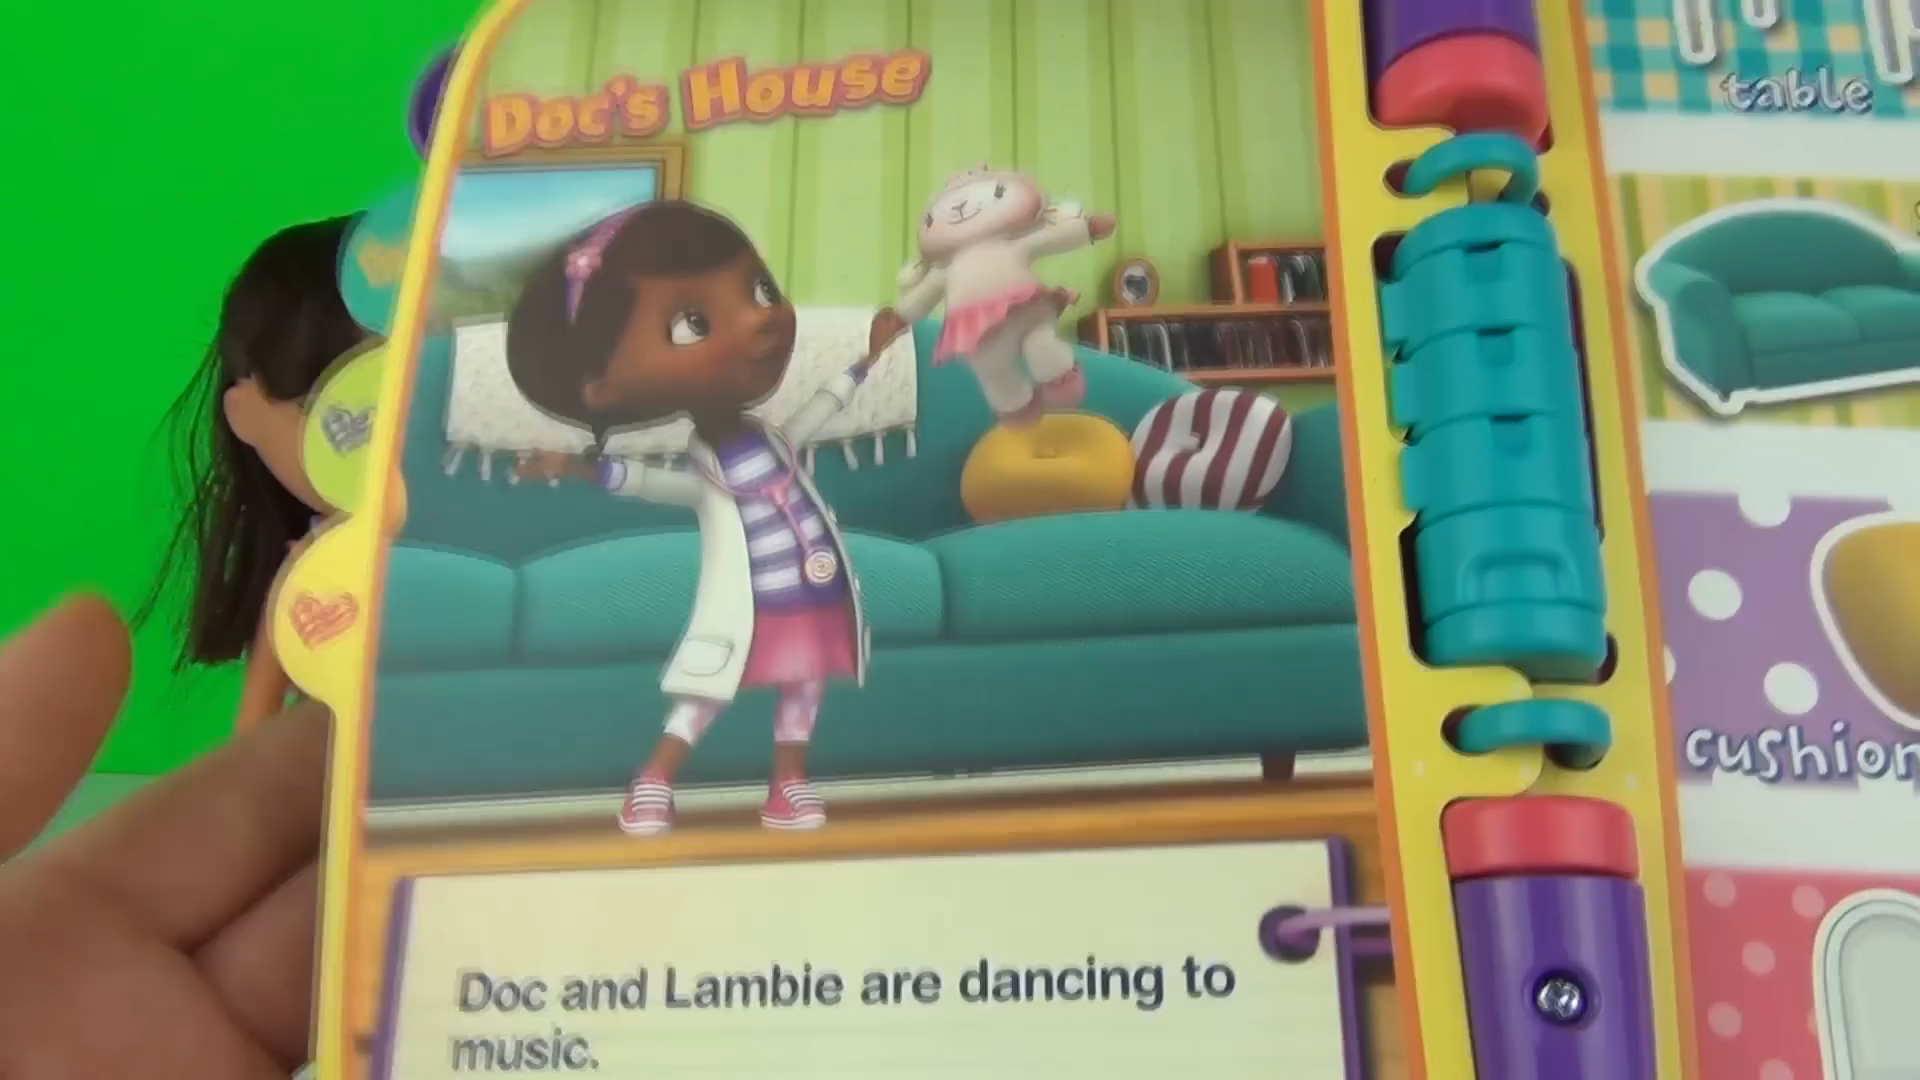 Doc's House
Doc and Lambie are dancing to
music.
table
cushion